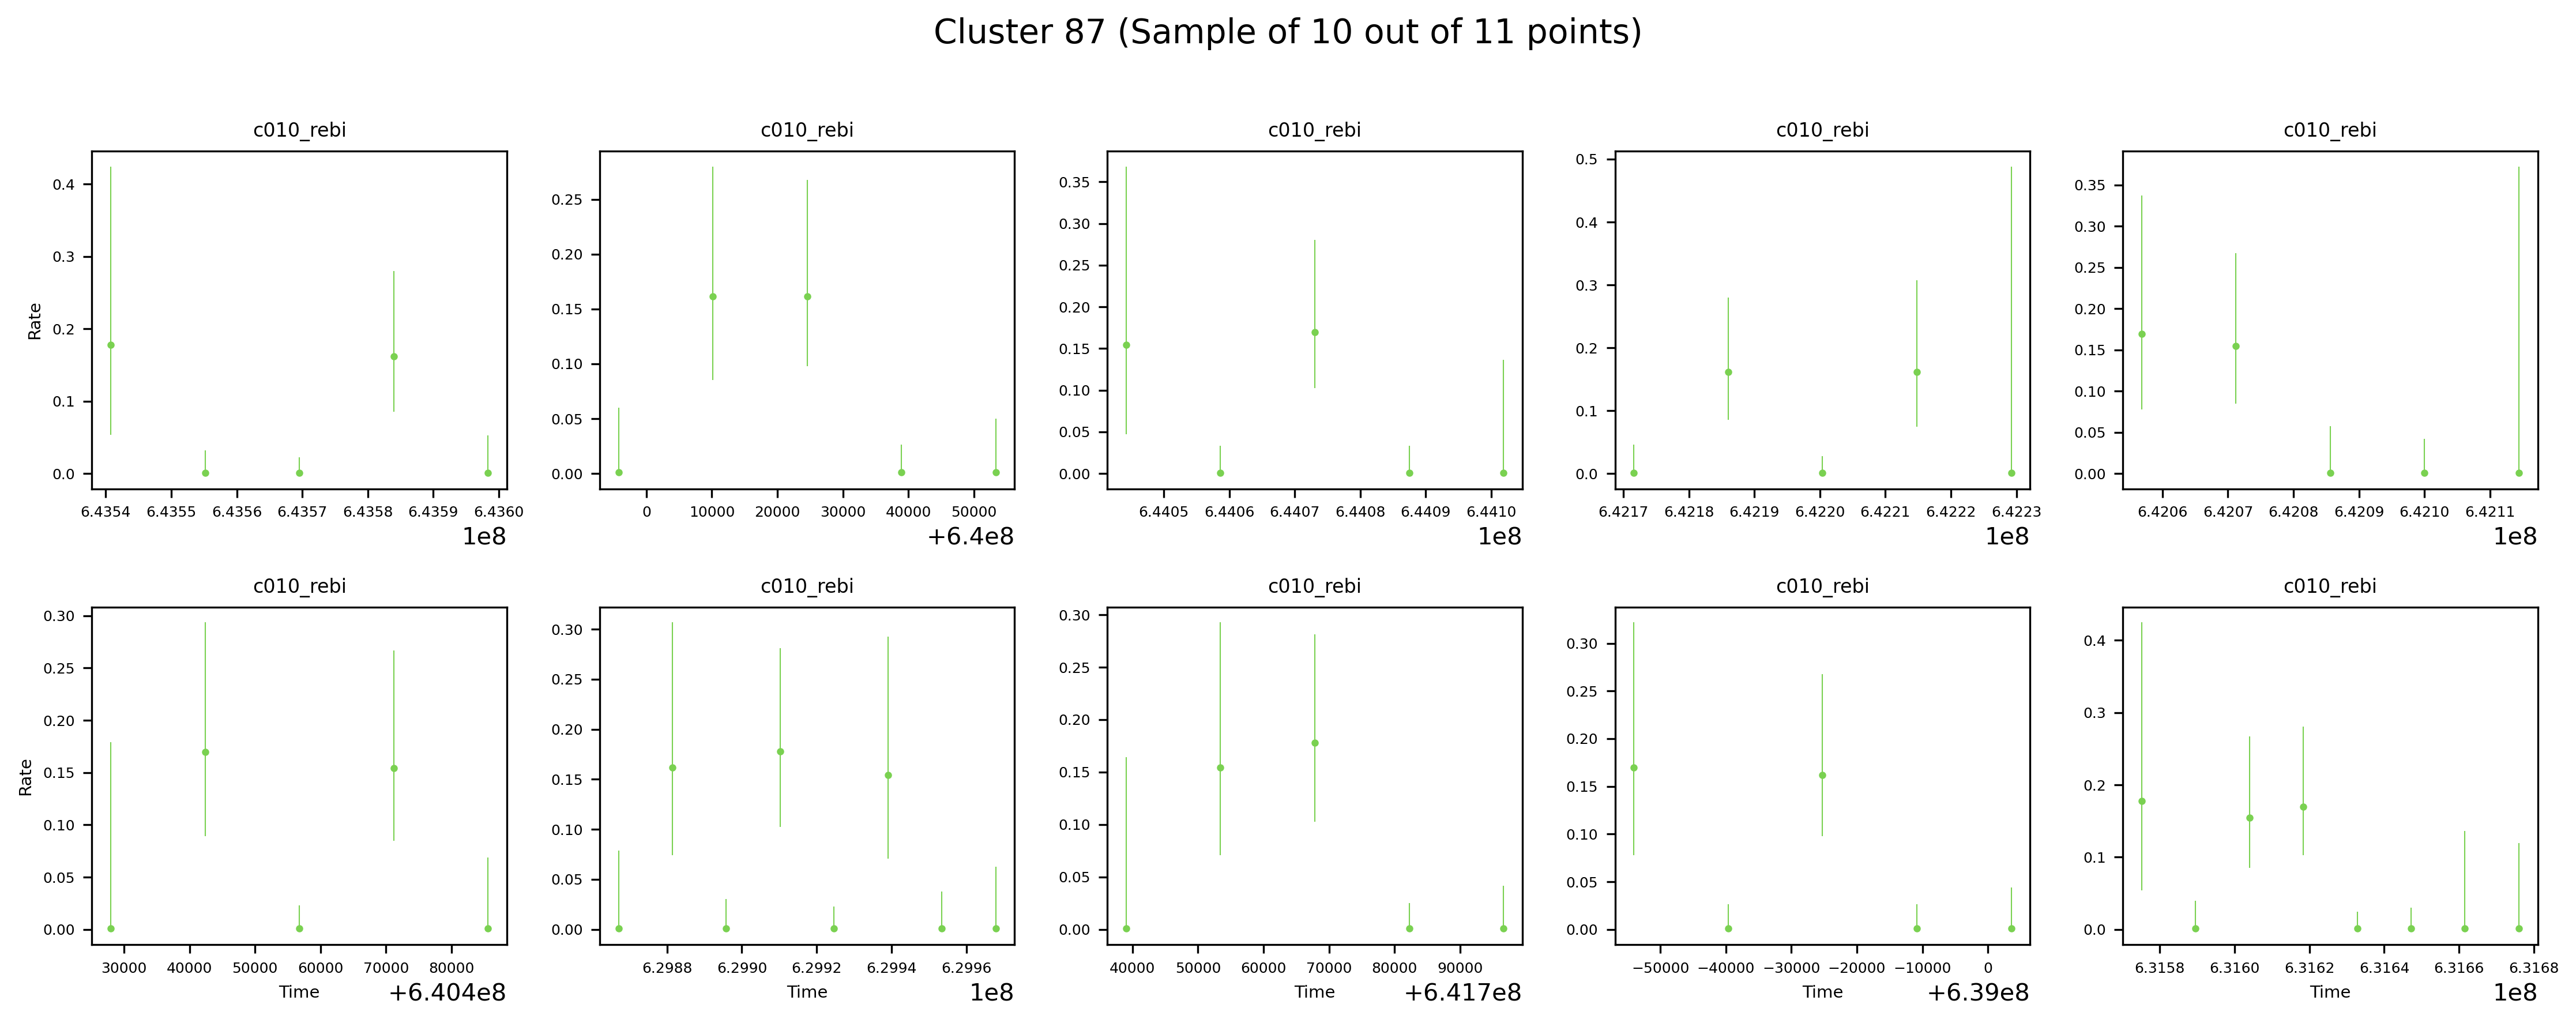 Cluster 87 (Sample of 10 out of 11 points)
c010_rebi c010_rebi c010_rebi c010_rebi c010_rebi
Rate
0.4
0.3
0.2
0.1
0.0
6.4354 6.4355 6.4356 6.4357 6.4358 6.4359 6.4360
1e8
0.25
0.20
0.15
0.10
0.05
0.00
0 10000 20000 30000 40000 50000
+6.4e8
0.35
0.30
0.25
0.20
0.15
0.10
0.05
0.00
6.4405 6.4406 6.4407 6.4408 6.4409 6.4410
1e8
0.5
0.4
0.3
0.2
0.1
0.0
6.4217 6.4218 6.4219 6.4220 6.4221 6.4222 6.4223
1e8
0.35
0.30
0.25
0.20
0.15
0.10
0.05
0.00
6.4206 6.4207 6.4208 6.4209 6.4210 6.4211
1e8
c010_rebi c010_rebi c010_rebi c010_rebi c010_rebi
Rate
0.30
0.25
0.20
0.15
0.10
0.05
0.00
30000 40000 50000 60000 70000 80000
Time +6.404e8
0.30
0.25
0.20
0.15
0.10
0.05
0.00
6.2988 6.2990 6.2992 6.2994 6.2996
Time 1e8
0.30
0.25
0.20
0.15
0.10
0.05
0.00
40000 50000 60000 70000 80000 90000
Time +6.417e8
0.30
0.25
0.20
0.15
0.10
0.05
0.00
−50000 −40000 −30000 −20000 −10000 0
Time +6.39e8
0.4
0.3
0.2
0.1
0.0
6.3158 6.3160 6.3162 6.3164 6.3166 6.3168
Time 1e8